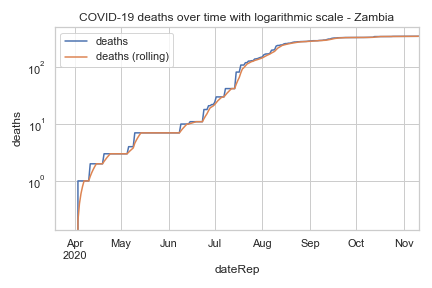 COVID-19 deaths over time with logarithmic scale - Zambia
deaths
deaths (rolling)
10²
10¹
10⁰
deaths
Apr
2020
May
Jun
Jul
Aug
Sep
Oct
Nov
dateRep